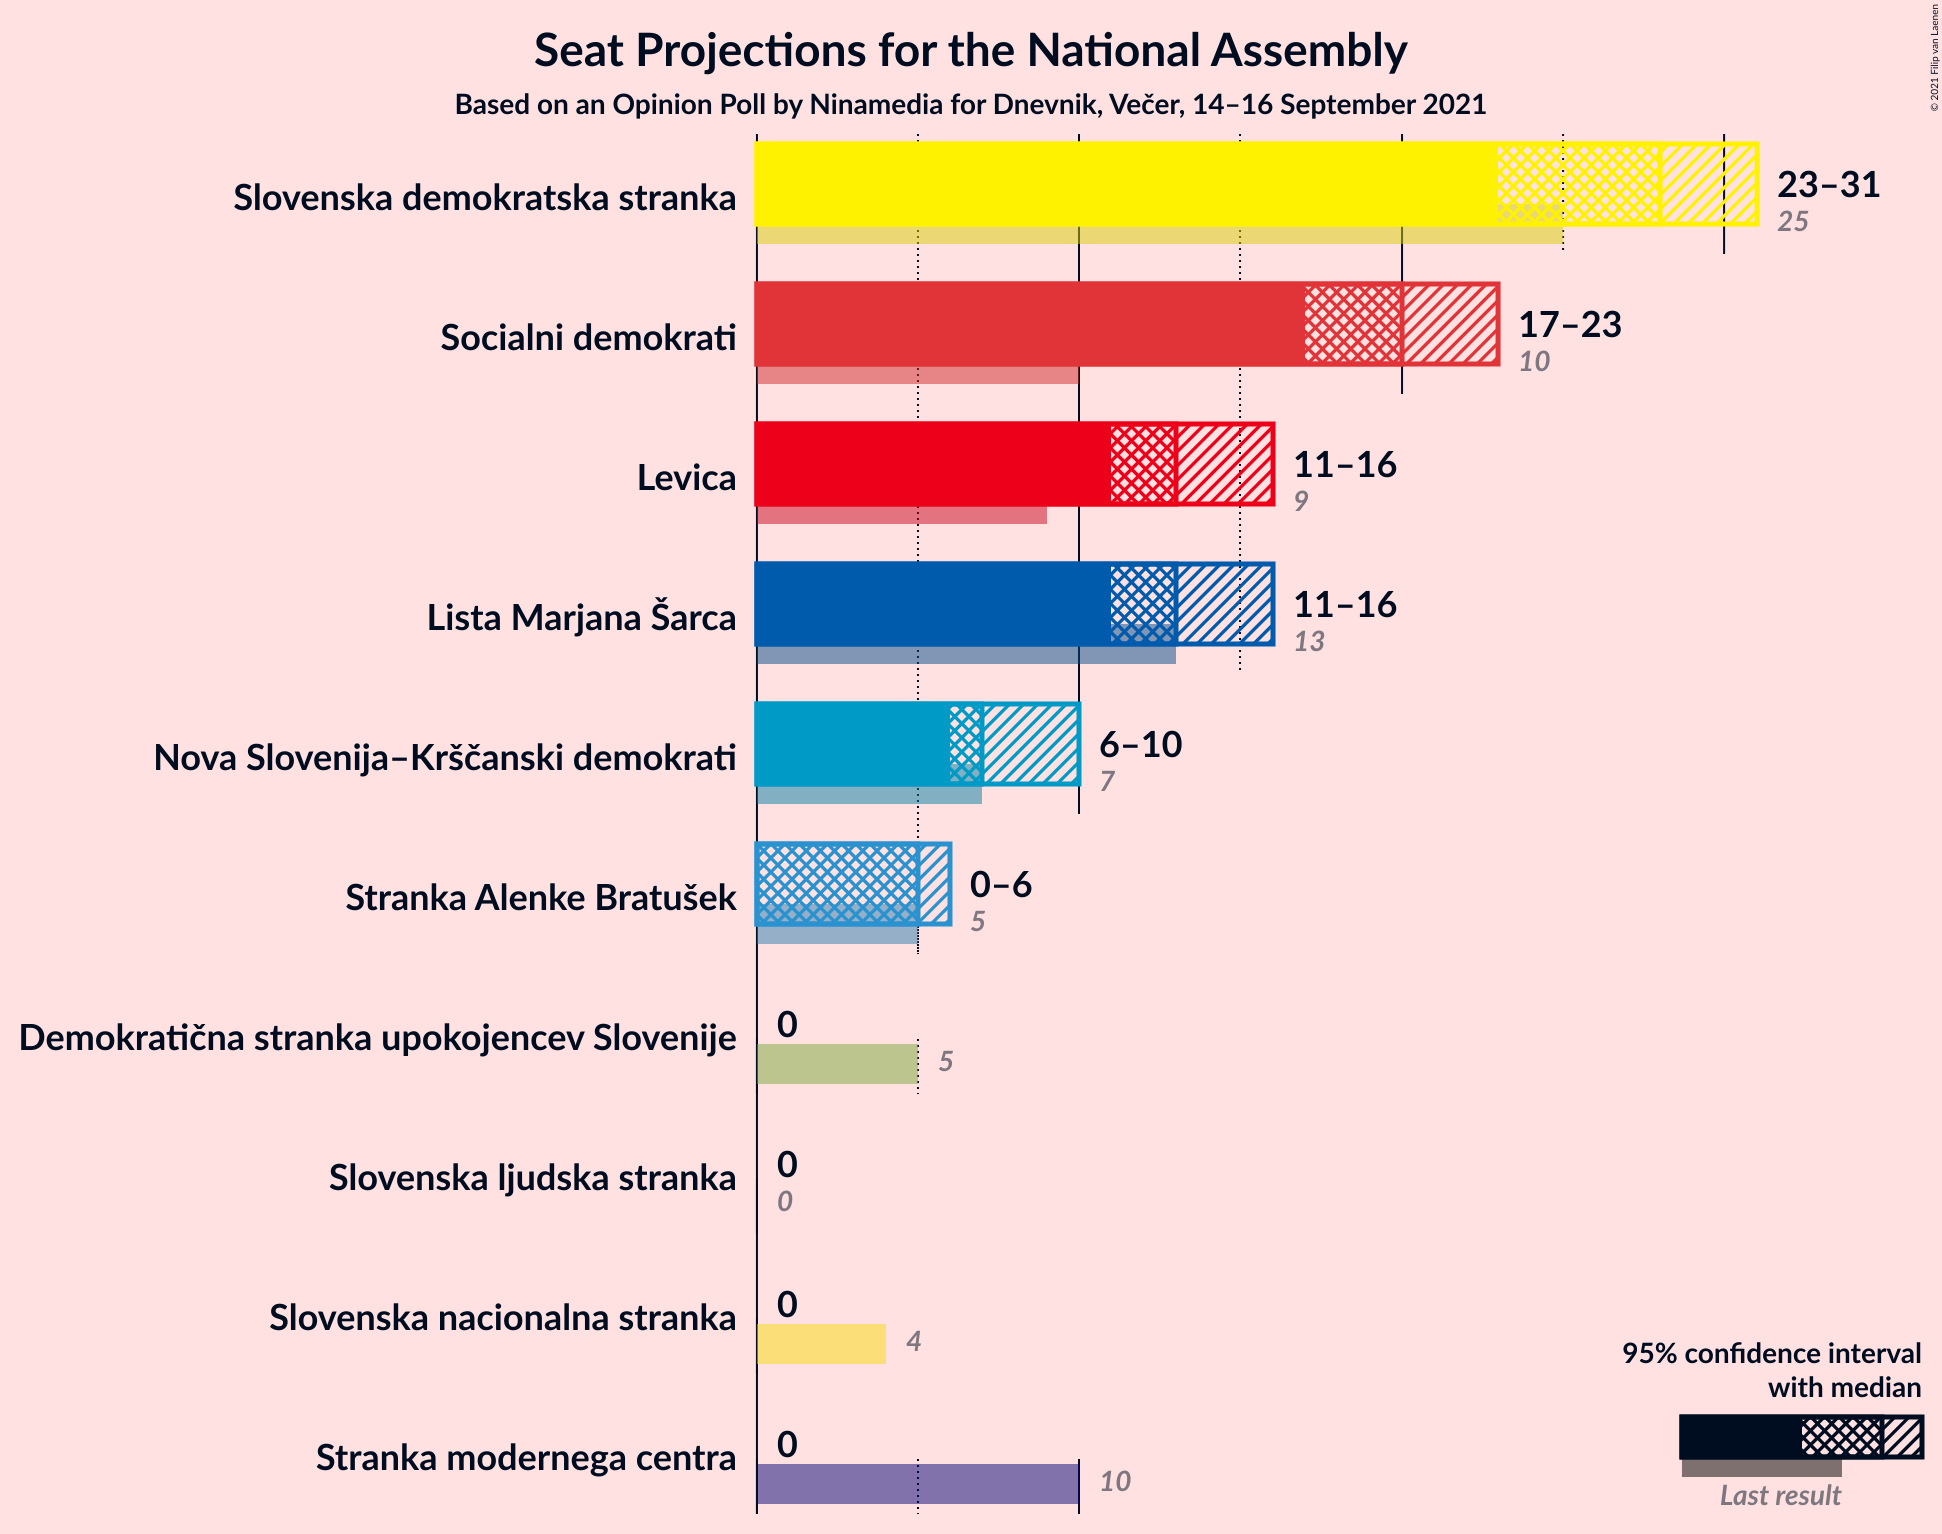 Seat Projections for the National Assembly
Based on an Opinion Poll by Ninamedia for Dnevnik, Večer, 14–16 September 2021
© 2021 Filip van Laenen
Slovenska demokratska stranka
23–31
25
Socialni demokrati
17–23
10
Levica
11–16
9
Lista Marjana Šarca
11–16
13
Nova Slovenija–Krščanski demokrati
6–10
7
Stranka Alenke Bratušek
0–6
5
Demokratična stranka upokojencev Slovenije
0
5
Slovenska ljudska stranka
0
0
Slovenska nacionalna stranka
0
4
Stranka modernega centra
0
10
95% confidence interval
with median
Last result